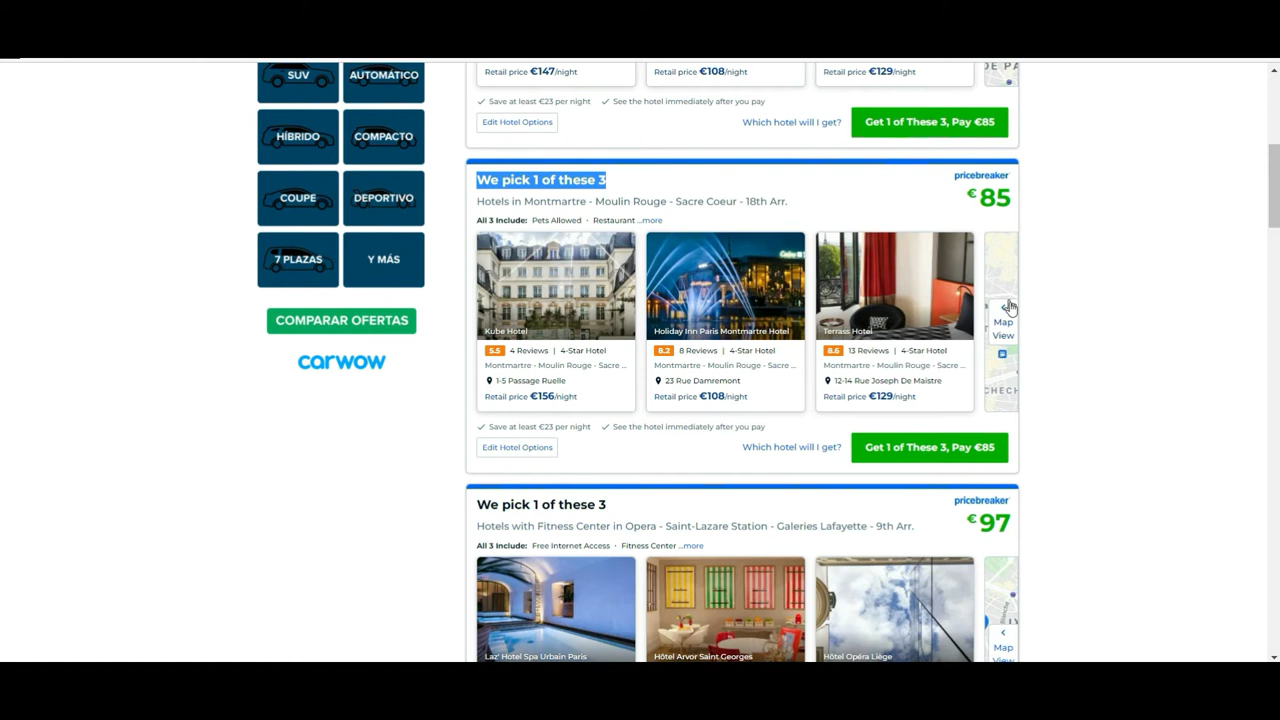 SUV
AUTOMÁTICO
HÍBRIDO
COMPACTO
COUPE
DEPORTIVO
7 PLAZAS
Y MÁS
COMPARAR OFERTAS
carwow
Retail price €147/night
Retail price €108/night
Retail price €129/night
DE PA
Save at least €23 per night
See the hotel immediately after you pay
Edit Hotel Options
Which hotel will I get?
Get 1 of These 3, Pay €85
We pick 1 of these 3
pricebreaker
€85
Hotels in Montmartre - Moulin Rouge - Sacre Coeur - 18th Arr.
All 3 Include: Pets Allowed · Restaurant ...more
Kube Hotel
5.5 4 Reviews | 4-Star Hotel
Montmartre - Moulin Rouge - Sacre ...
1-5 Passage Ruelle
Retail price €156/night
Holiday Inn Paris Montmartre Hotel
8.2 8 Reviews | 4-Star Hotel
Montmartre - Moulin Rouge - Sacre ...
23 Rue Damremont
Retail price €108/night
Terrass Hotel
8.6 13 Reviews | 4-Star Hotel
Montmartre - Moulin Rouge - Sacre ...
12-14 Rue Joseph De Maistre
Retail price €129/night
Map
View
CHECH
Save at least €23 per night
See the hotel immediately after you pay
Edit Hotel Options
Which hotel will I get?
Get 1 of These 3, Pay €85
We pick 1 of these 3
pricebreaker
€97
Hotels with Fitness Center in Opera - Saint-Lazare Station - Galeries Lafayette - 9th Arr.
All 3 Include: Free Internet Access · Fitness Center ...more
Laz' Hotel Spa Urbain Paris
Hôtel Arvor Saint Georges
Hôtel Opéra Liège
Map
View